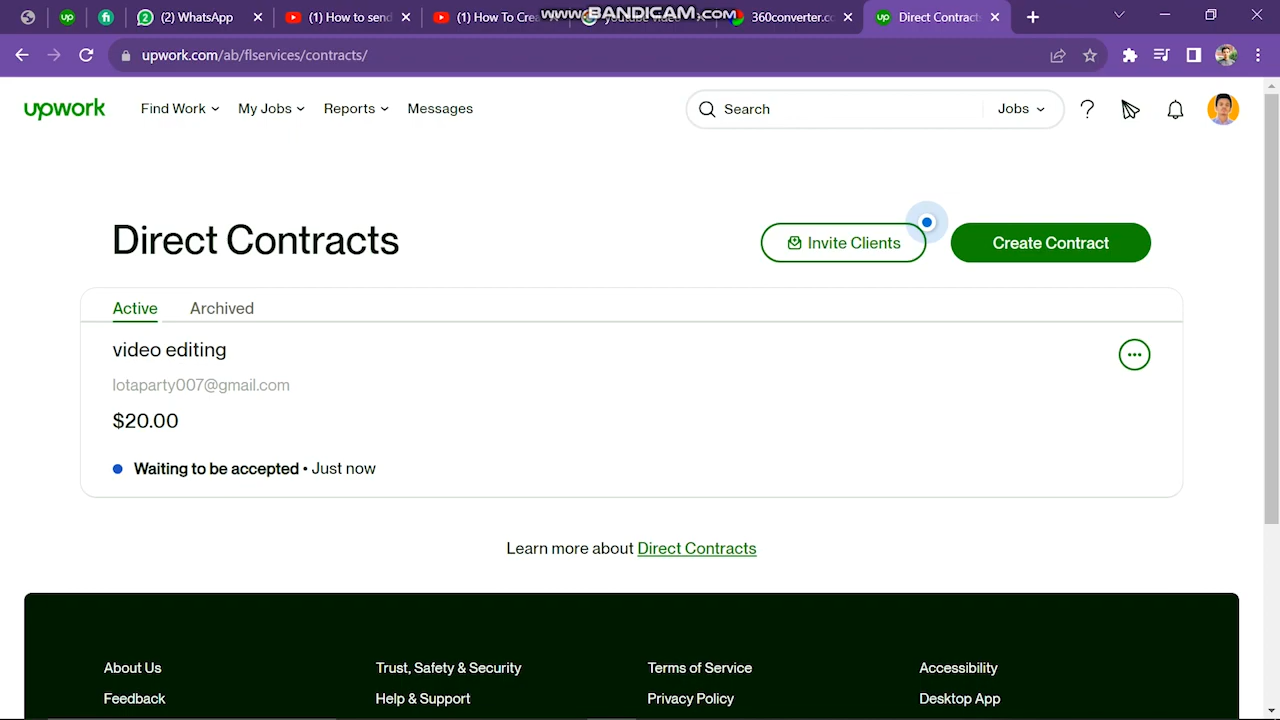 (2) WhatsApp
(1) How to send
(1) How To Cre
www.BANDICAM.com
360converter.co
up
Direct Contract
upwork.com/ab/flservices/contracts/
upwork
Find Work
My Jobs
Reports
Messages
Search
Jobs
Direct Contracts
Invite Clients
Create Contract
Active
Archived
video editing
lotaparty007@gmail.com
$20.00
Waiting to be accepted • Just now
Learn more about Direct Contracts
About Us
Trust, Safety & Security
Terms of Service
Accessibility
Feedback
Help & Support
Privacy Policy
Desktop App